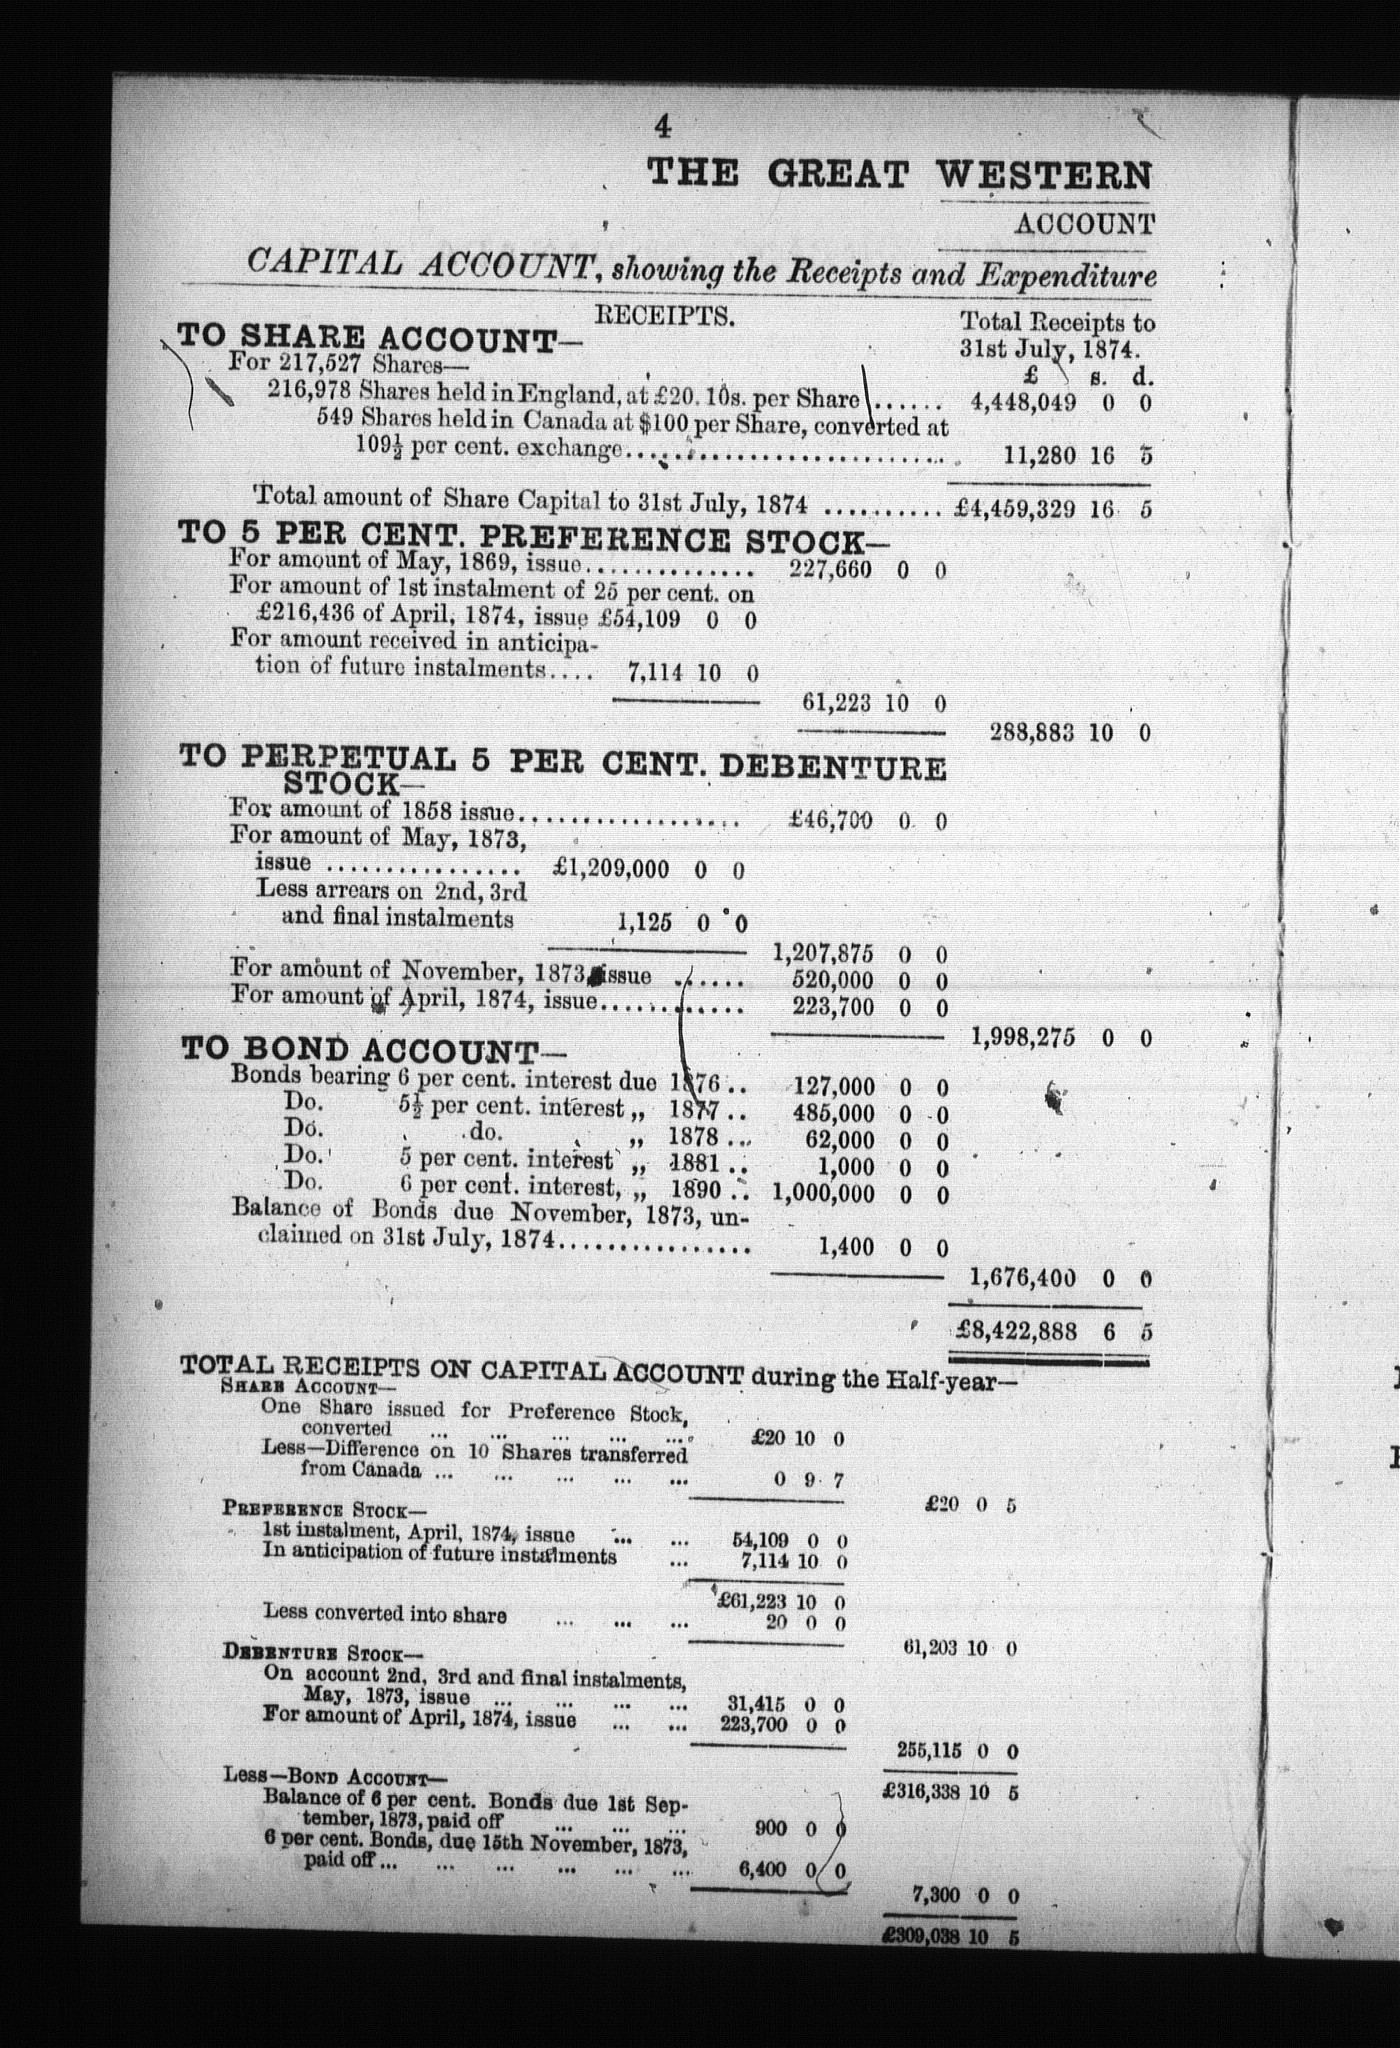 4
THE GREAT WESTERN
ACCOUNT
CAPITAL ACCOUNT, showing the Receipts and Expenditure
RECEIPTS.
Total Receipts to
31st July, 1874.
TO SHARE ACCOUNT—
For 217,527 Shares—
£ s. d.
216,978 Shares held in England, at £20. 10s. per Share ...... 4,448,049 0 0
549 Shares held in Canada at $100 per Share, converted at
109½ per cent. exchange.......................... 11,280 16 5
Total amount of Share Capital to 31st July, 1874 .......... £4,459,329 16 5
TO 5 PER CENT. PREFERENCE STOCK—
For amount of May, 1869, issue.............. 227,660 0 0
For amount of 1st instalment of 25 per cent. on
£216,436 of April, 1874, issue £54,109 0 0
For amount received in anticipa-
tion of future instalments.... 7,114 10 0
61,223 10 0
288,883 10 0
TO PERPETUAL 5 PER CENT. DEBENTURE
STOCK—
For amount of 1858 issue.................. £46,700 0 0
For amount of May, 1873,
issue ................ £1,209,000 0 0
Less arrears on 2nd, 3rd
and final instalments 1,125 0 0
1,207,875 0 0
For amount of November, 1873, issue ...... 520,000 0 0
For amount of April, 1874, issue............ 223,700 0 0
1,998,275 0 0
TO BOND ACCOUNT—
Bonds bearing 6 per cent. interest due 1876 .. 127,000 0 0
Do. 5½ per cent. interest „ 1877 .. 485,000 0 0
Do. do. „ 1878 ... 62,000 0 0
Do. 5 per cent. interest „ 1881 .. 1,000 0 0
Do. 6 per cent. interest, „ 1890 .. 1,000,000 0 0
Balance of Bonds due November, 1873, un-
claimed on 31st July, 1874................ 1,400 0 0
1,676,400 0 0
£8,422,888 6 5
TOTAL RECEIPTS ON CAPITAL ACCOUNT during the Half-year—
SHARE ACCOUNT—
One Share issued for Preference Stock,
converted ... ... ... ... ... £20 10 0
Less—Difference on 10 Shares transferred
from Canada ... ... ... ... ... 0 9 7
£20 0 5
PREFERENCE STOCK—
1st instalment, April, 1874, issue ... ... 54,109 0 0
In anticipation of future instalments ... 7,114 10 0
£61,223 10 0
Less converted into share ... ... ... 20 0 0
61,203 10 0
DEBENTURE STOCK—
On account 2nd, 3rd and final instalments,
May, 1873, issue ... ... ... ... 31,415 0 0
For amount of April, 1874, issue ... ... 223,700 0 0
255,115 0 0
£316,338 10 5
Less—BOND ACCOUNT—
Balance of 6 per cent. Bonds due 1st Sep-
tember, 1873, paid off ... ... ... 900 0 0
6 per cent. Bonds, due 15th November, 1873,
paid off ... ... ... ... ... ... 6,400 0 0
7,300 0 0
£309,038 10 5